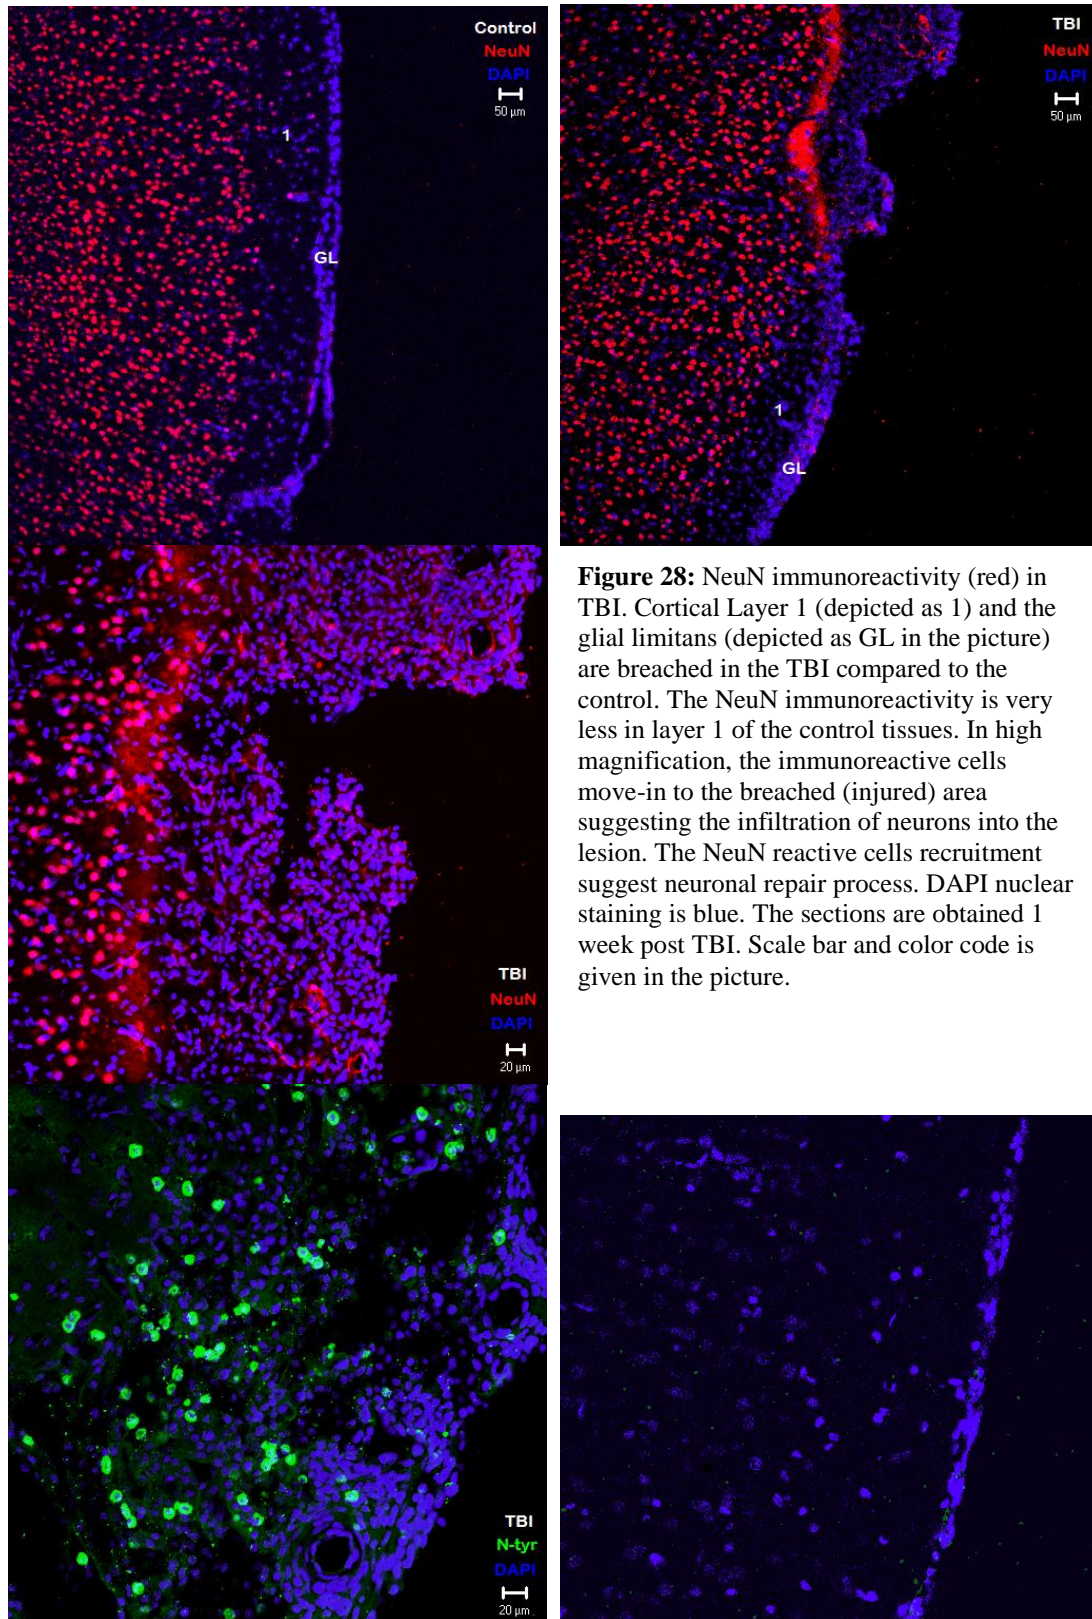 Control
NeuN
DAPI
50 µm
1
GL
TBI
NeuN
DAPI
50 µm
1
GL
Figure 28: NeuN immunoreactivity (red) in
TBI. Cortical Layer 1 (depicted as 1) and the
glial limitans (depicted as GL in the picture)
are breached in the TBI compared to the
control. The NeuN immunoreactivity is very
less in layer 1 of the control tissues. In high
magnification, the immunoreactive cells
move-in to the breached (injured) area
suggesting the infiltration of neurons into the
lesion. The NeuN reactive cells recruitment
suggest neuronal repair process. DAPI nuclear
staining is blue. The sections are obtained 1
week post TBI. Scale bar and color code is
given in the picture.
TBI
NeuN
DAPI
20 µm
TBI
N-tyr
DAPI
20 µm